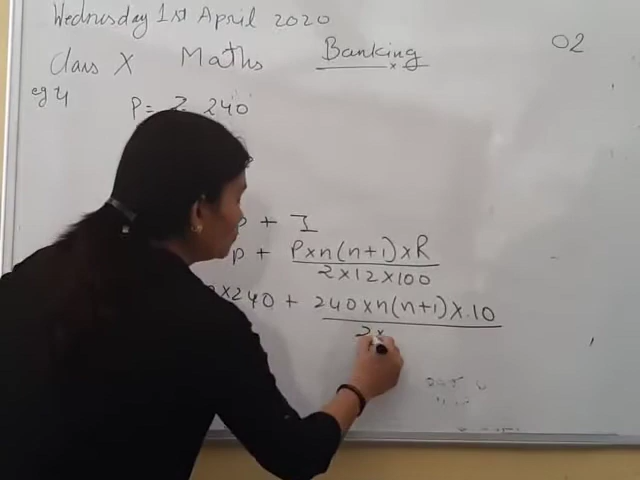 Wednesday 1st April 2020
Class X Maths Banking 02
eg 4 P = ₹ 240
p + I
p + P×n(n+1)×R
2×12×100
×240 + 240×n(n+1)×10
2×